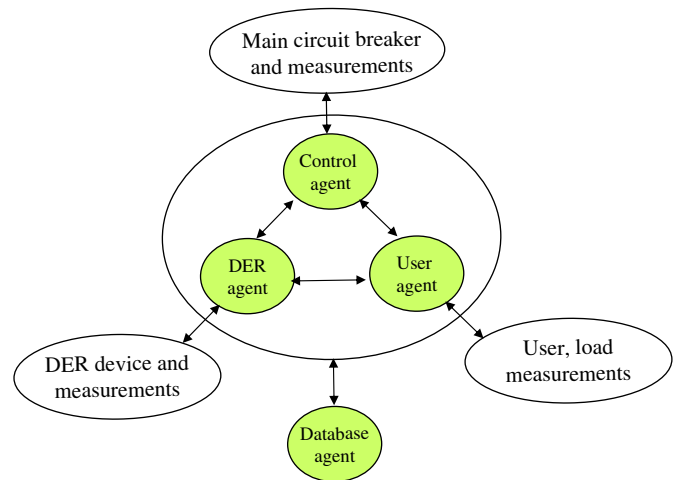 Main circuit breaker
and measurements
Control
agent
DER
agent
User
agent
DER device and
measurements
User, load
measurements
Database
agent